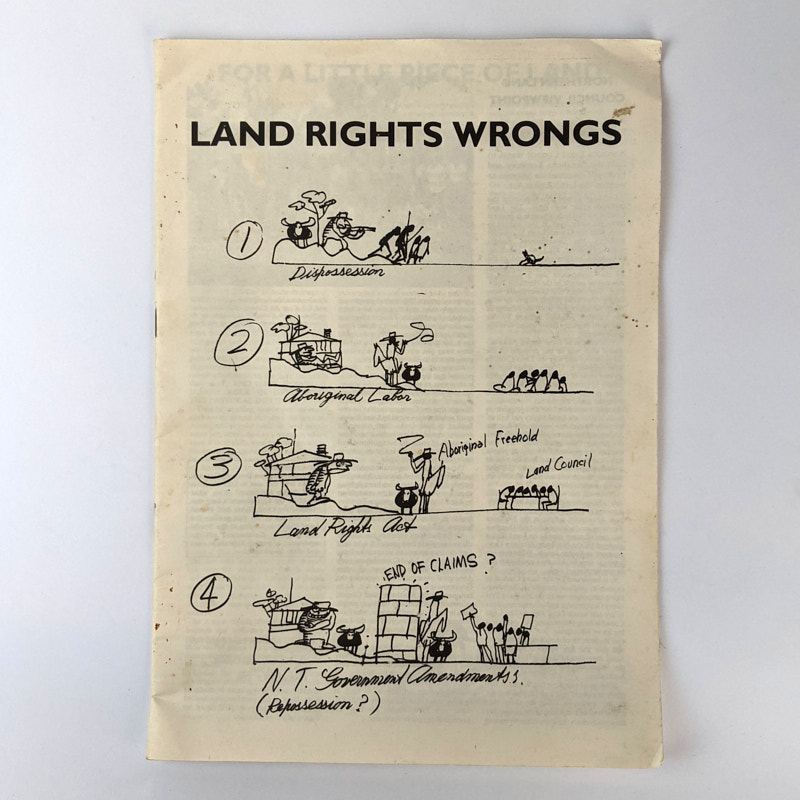 LAND RIGHTS WRONGS
1
Dispossession
2
Aboriginal Labor
3
Aboriginal Freehold
Land Council
Land Rights Act
END OF CLAIMS ?
4
N. T. Government Amendments?
(Repossession?)